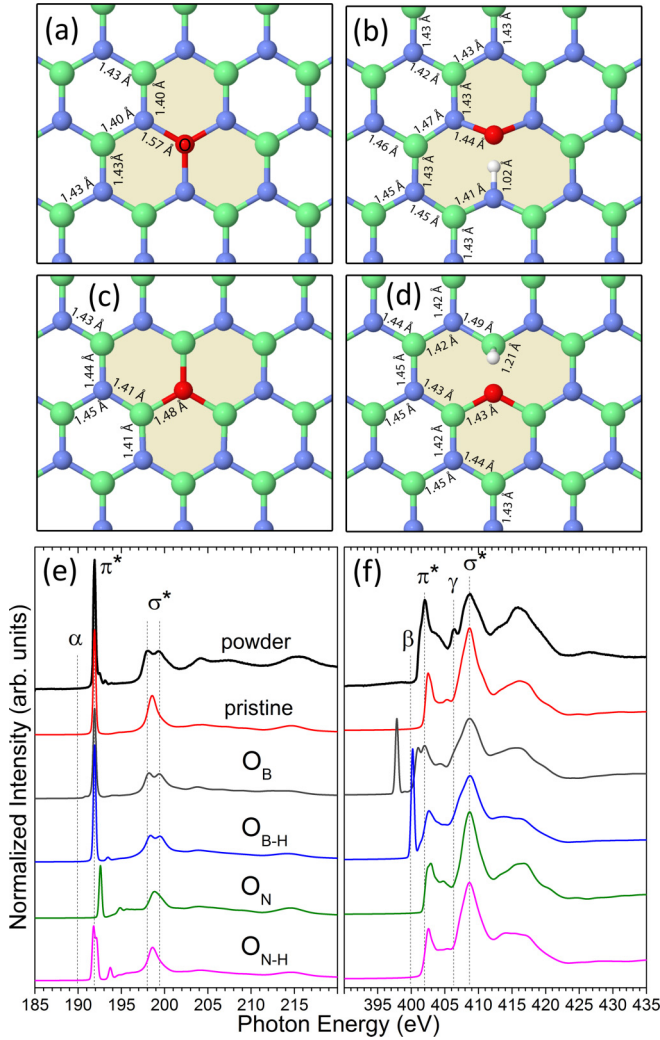 (a)
1.43 Å
1.40 Å
1.40 Å
1.57 Å
O
1.43Å
1.43 Å
(b)
1.43 Å
1.43 Å
1.43 Å
1.42 Å
1.43 Å
1.47 Å
1.44 Å
1.46 Å
1.43 Å
1.02 Å
1.41 Å
1.45 Å
1.45 Å
1.43 Å
(c)
1.43 Å
1.44 Å
1.41 Å
1.45 Å
1.48 Å
1.41 Å
(d)
1.42 Å
1.49 Å
1.44 Å
1.42 Å
1.21 Å
1.45 Å
1.43 Å
1.45 Å
1.43 Å
1.42 Å
1.44 Å
1.45 Å
1.43 Å
(e)
π*
α
σ*
powder
pristine
O_B
O_B-H
O_N
O_N-H
185 190 195 200 205 210 215
(f)
π*
γ
σ*
β
395 400 405 410 415 420 425 430 435
Normalized Intensity (arb. units)
Photon Energy (eV)